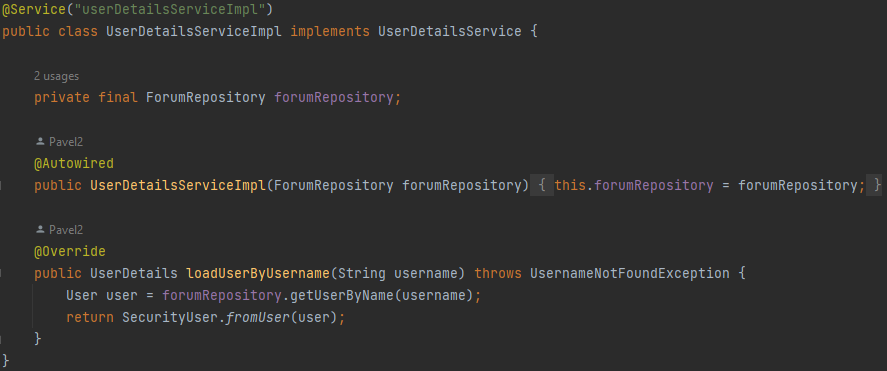 @Service("userDetailsServiceImpl")
public class UserDetailsServiceImpl implements UserDetailsService {
2 usages
private final ForumRepository forumRepository;
Pavel2
@Autowired
public UserDetailsServiceImpl(ForumRepository forumRepository) { this.forumRepository = forumRepository; }
Pavel2
@Override
public UserDetails loadUserByUsername(String username) throws UsernameNotFoundException {
User user = forumRepository.getUserByName(username);
return SecurityUser.fromUser(user);
}
}